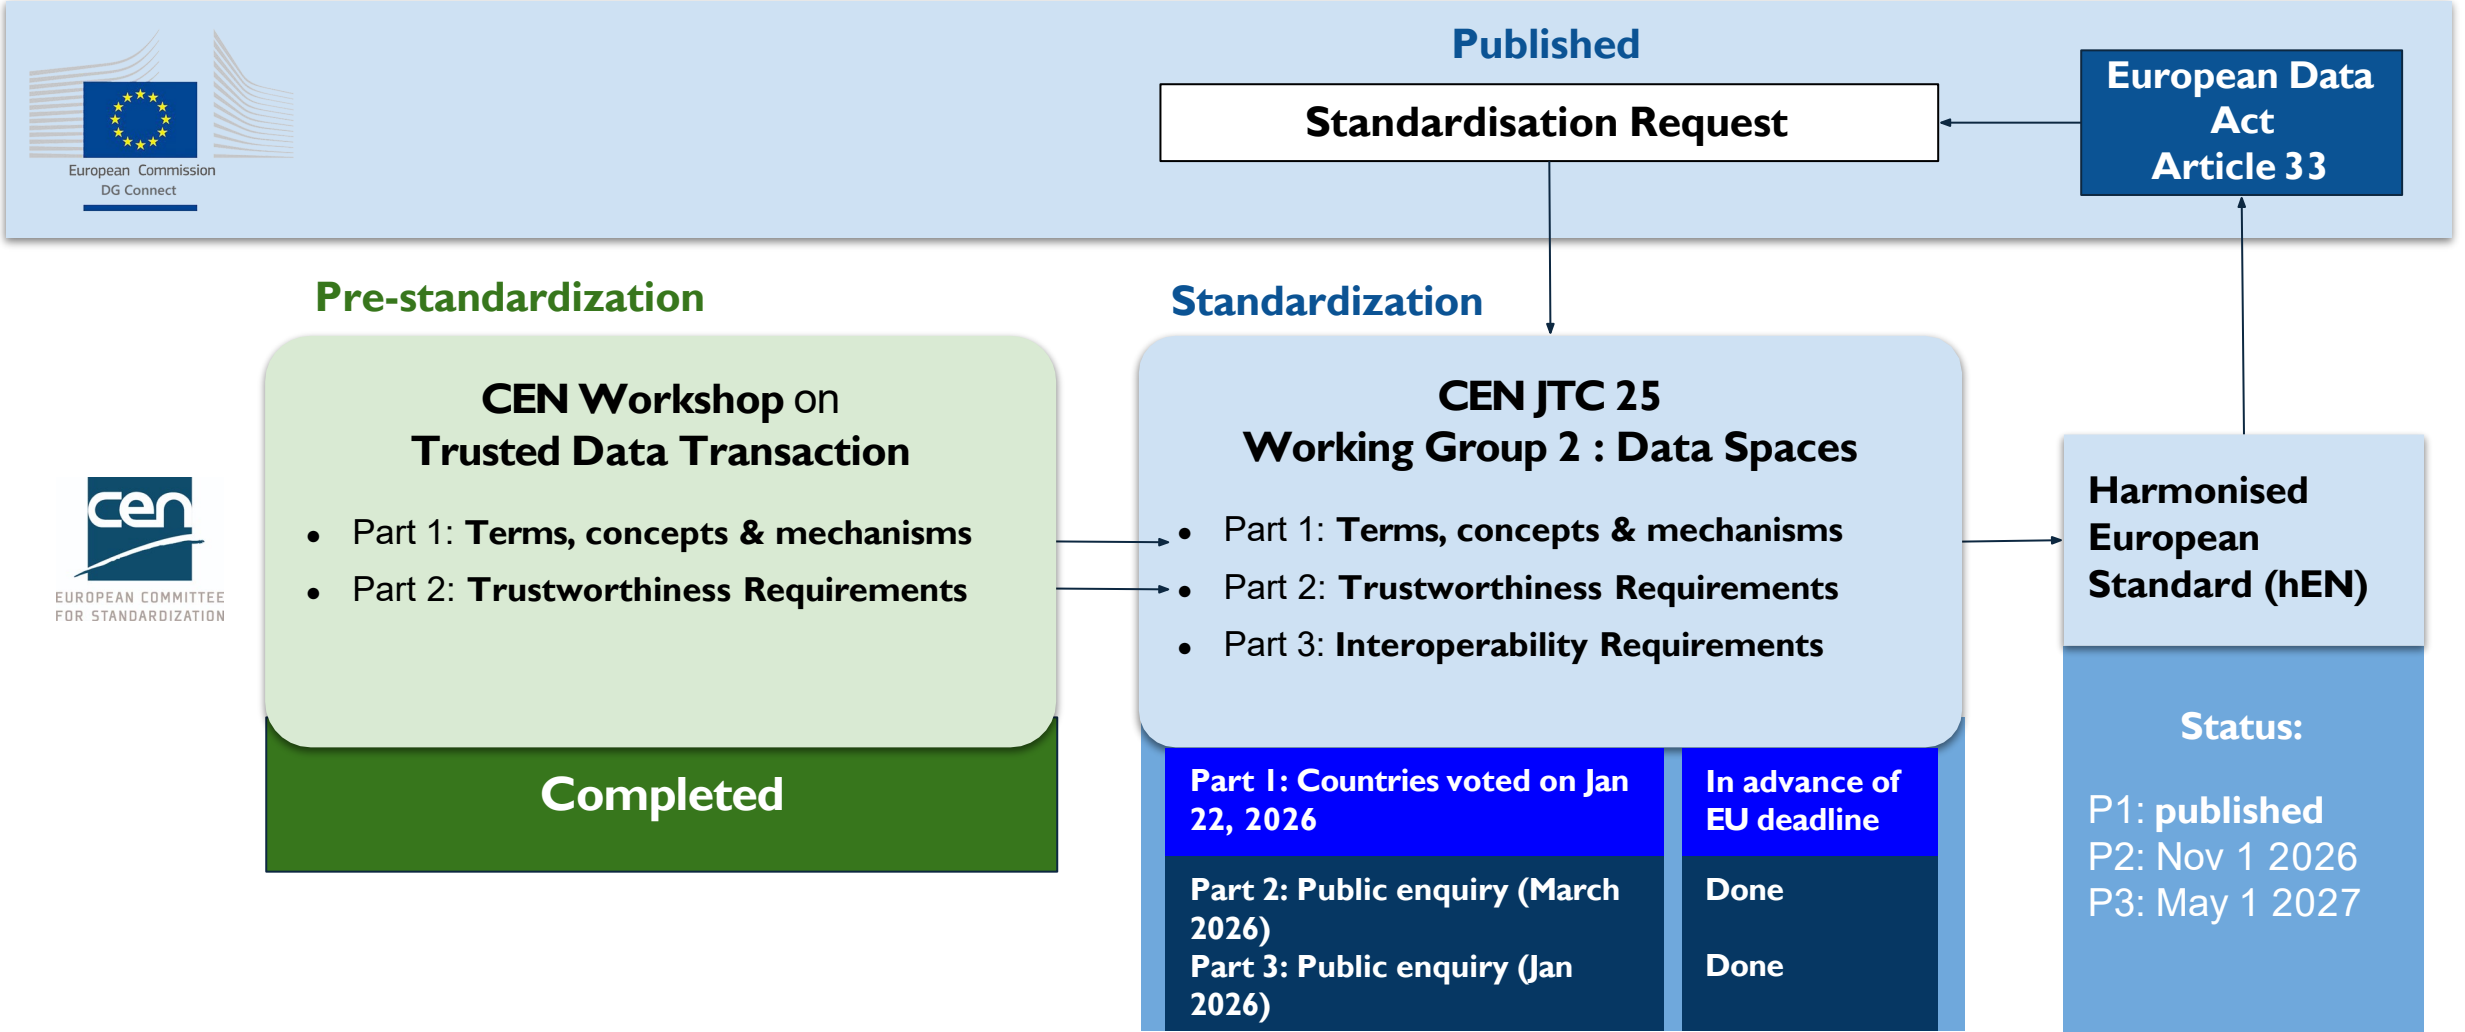 Published
Standardisation Request
European Data
Act
Article 33
European Commission
DG Connect
Pre-standardization
Standardization
CEN Workshop on
Trusted Data Transaction
• Part 1: Terms, concepts & mechanisms
• Part 2: Trustworthiness Requirements
Completed
cen
EUROPEAN COMMITTEE
FOR STANDARDIZATION
CEN JTC 25
Working Group 2 : Data Spaces
• Part 1: Terms, concepts & mechanisms
• Part 2: Trustworthiness Requirements
• Part 3: Interoperability Requirements
Part 1: Countries voted on Jan
22, 2026
In advance of
EU deadline
Part 2: Public enquiry (March
2026)
Done
Part 3: Public enquiry (Jan
2026)
Done
Harmonised
European
Standard (hEN)
Status:
P1: published
P2: Nov 1 2026
P3: May 1 2027